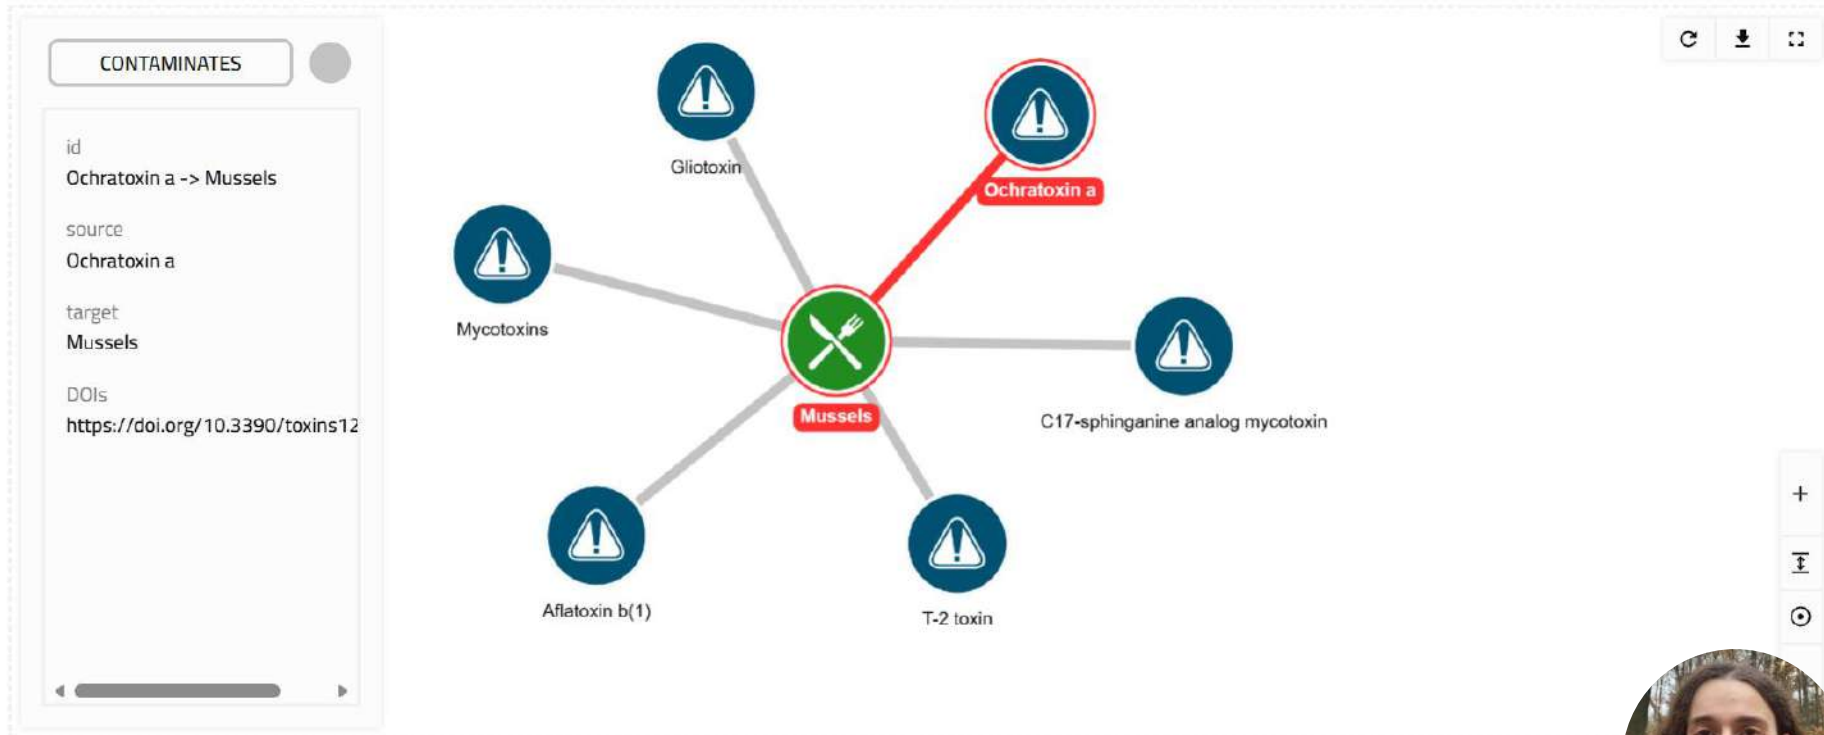 CONTAMINATES
id
Ochratoxin a -> Mussels
source
Ochratoxin a
target
Mussels
DOIs
https://doi.org/10.3390/toxins12
Gliotoxin
Ochratoxin a
Mycotoxins
Mussels
C17-sphinganine analog mycotoxin
Aflatoxin b(1)
T-2 toxin